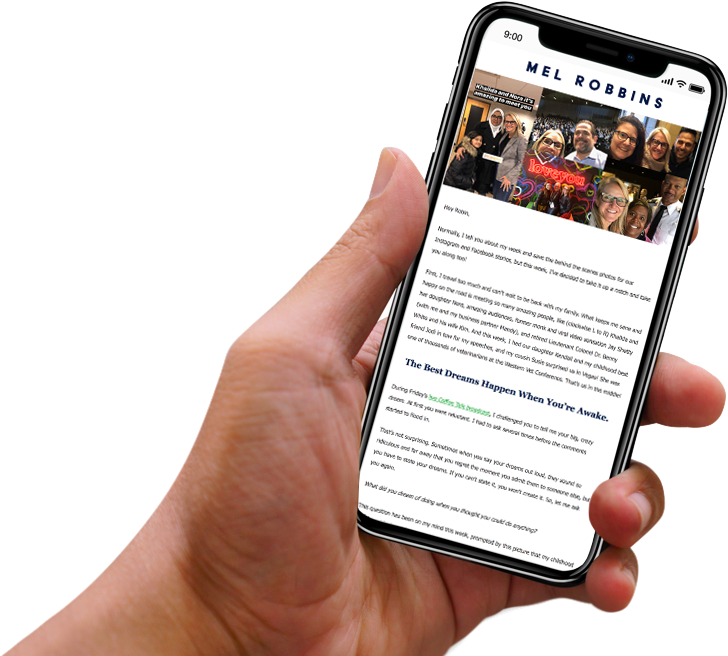 9:00
MEL ROBBINS
Khalida and Nora it's
amazing to meet you
love you
Hey Robin,
Normally, I tell you about my week and save the behind the scenes photos for our
Instagram and Facebook stories, but this week, I've decided to take it up a notch and take
you along too!
First, I travel too much and can't wait to be back with my family. What keeps me sane and
happy on the road is meeting so many amazing people, like (clockwise L to R) Khalida and
her daughter Nora, amazing audiences, former monk and viral video sensation Jay Shetty
(with me and my business partner Mandy), and retired Lieutenant Colonel Dr. Benny
White and his wife Kim. And this week, I had our daughter Kendall and my childhood best
friend Jodi in tow for my speeches, and my cousin Susie surprised us in Vegas! She was
one of thousands of veterinarians at the Western Vet Conference. That's us in the middle!
The Best Dreams Happen When You're Awake.
During Friday's live Coffee Talk broadcast, I challenged you to tell me your big, crazy
dream. At first you were reluctant. I had to ask several times before the comments
started to flood in.
That's not surprising. Sometimes when you say your dreams out loud, they sound so
ridiculous and far away that you regret the moment you admit them to someone else, but
you have to state your dreams. If you can't state it, you won't create it. So, let me ask
you again.
What did you dream of doing when you thought you could do anything?
This question has been on my mind this week, prompted by this picture that my childhood